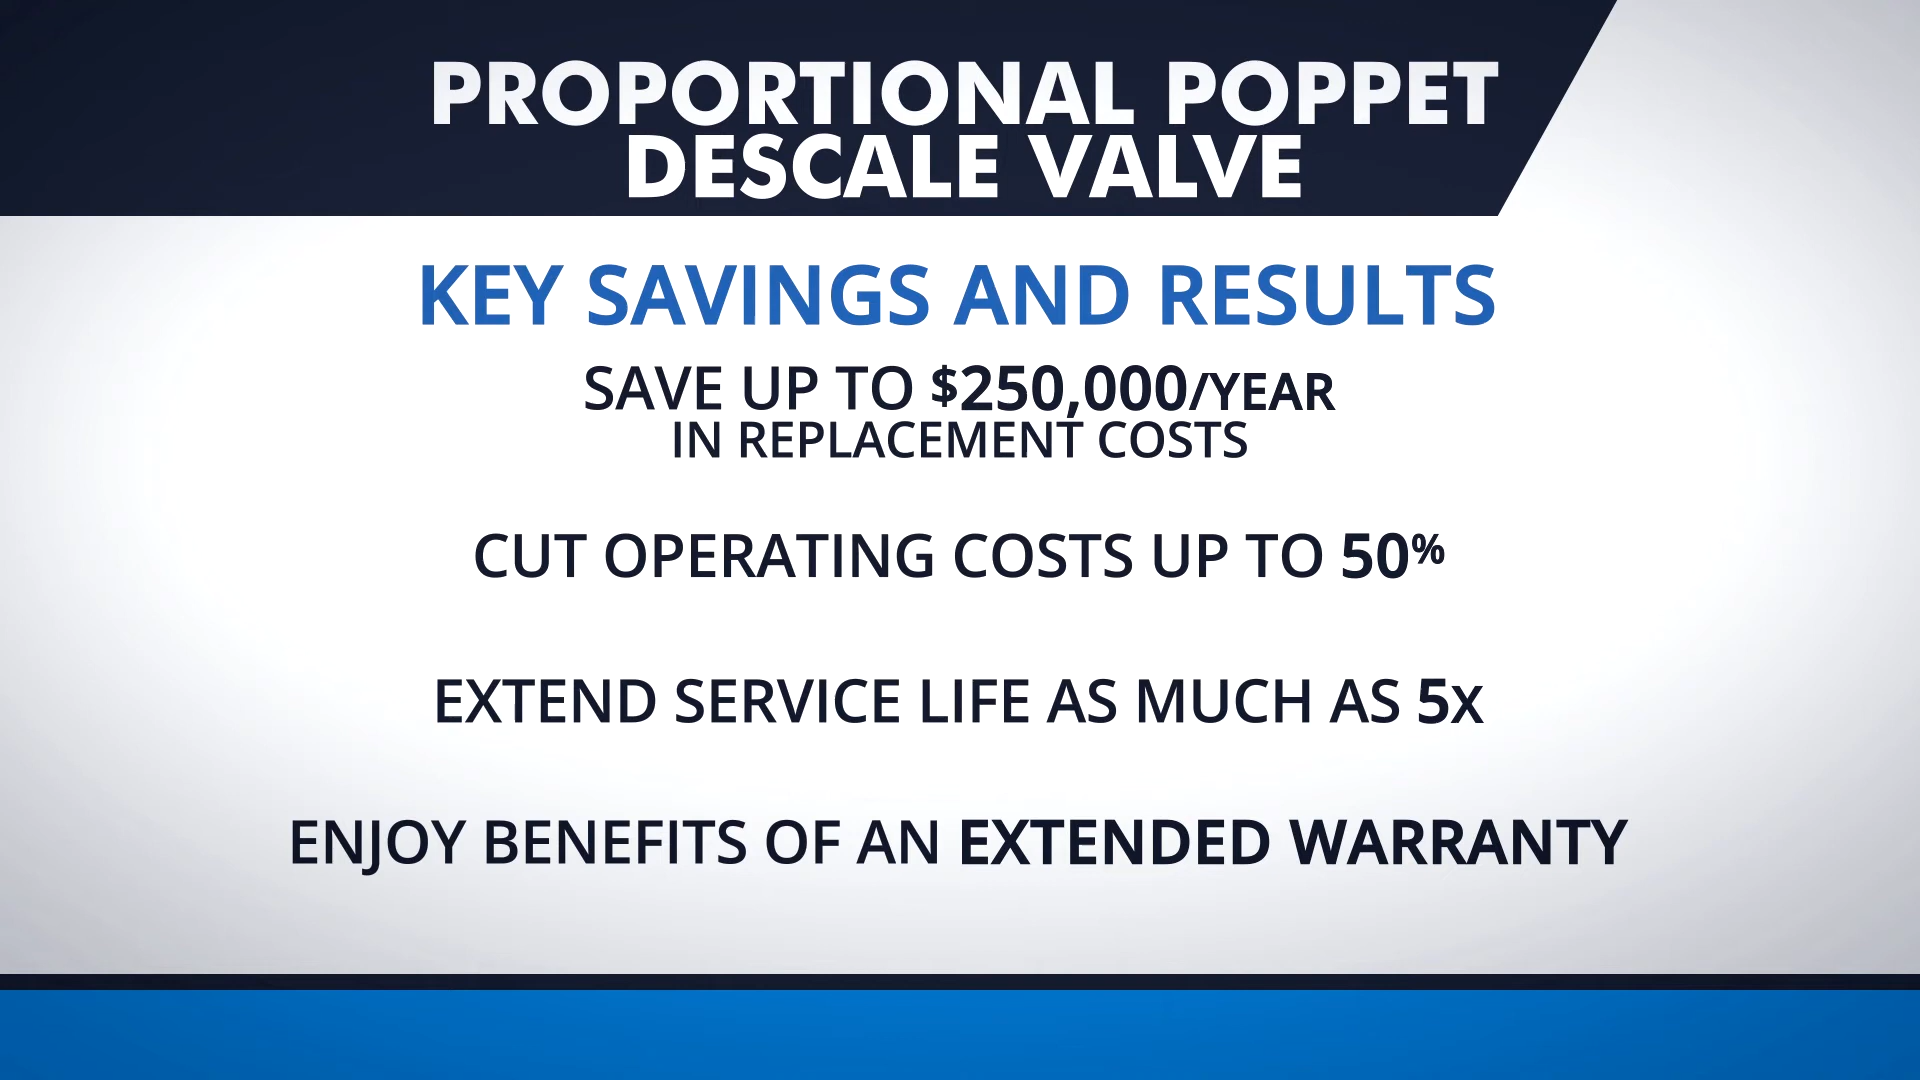 PROPORTIONAL POPPET
DESCALE VALVE
KEY SAVINGS AND RESULTS
SAVE UP TO $250,000/YEAR
IN REPLACEMENT COSTS
CUT OPERATING COSTS UP TO 50%
EXTEND SERVICE LIFE AS MUCH AS 5X
ENJOY BENEFITS OF AN EXTENDED WARRANTY